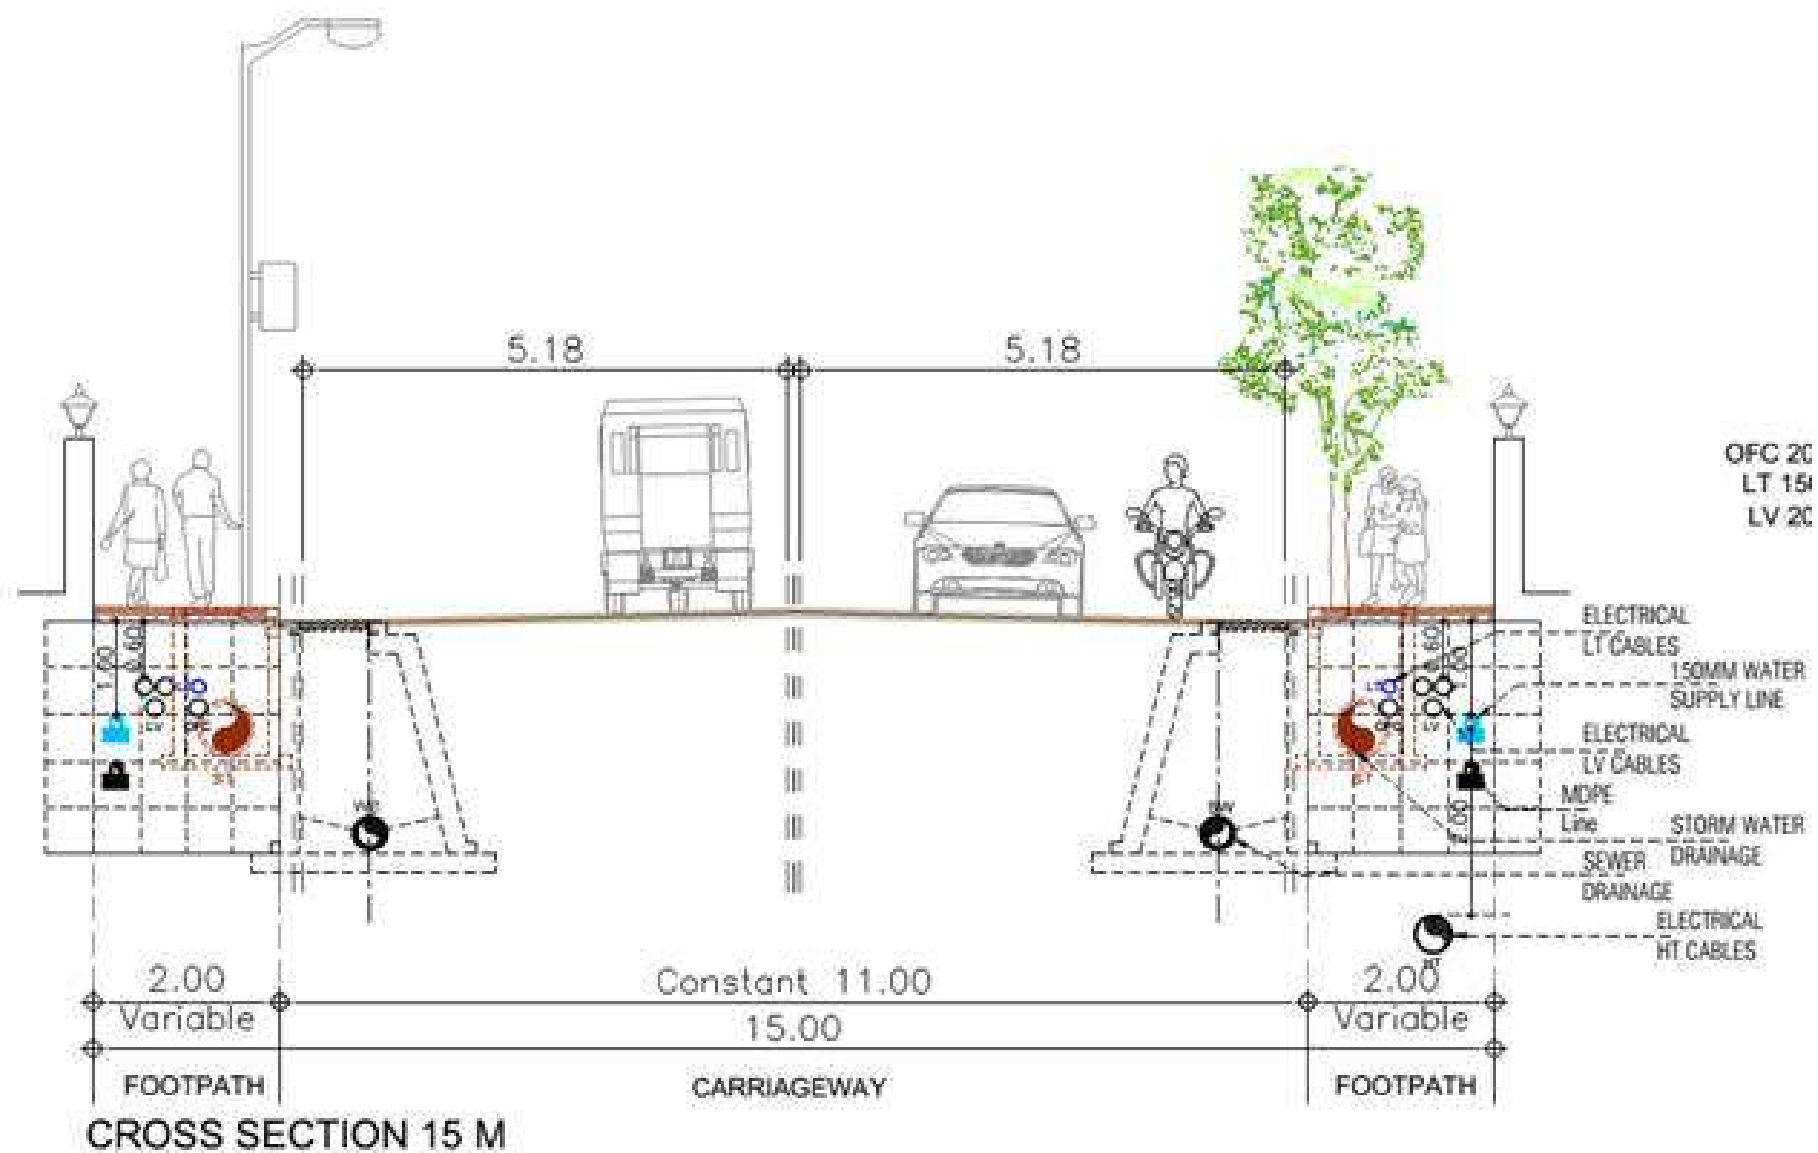 5.18 5.18
OFC 20
LT 15
LV 20
ELECTRICAL
LT CABLES
150MM WATER
SUPPLY LINE
ELECTRICAL
LV CABLES
MDPE
Line
STORM WATER
DRAINAGE
SEWER
DRAINAGE
ELECTRICAL
HT CABLES
1.00 0.60
0.60 1.00
1.00
2.00 Constant 11.00 2.00
Variable Variable
15.00
FOOTPATH CARRIAGEWAY FOOTPATH
CROSS SECTION 15 M